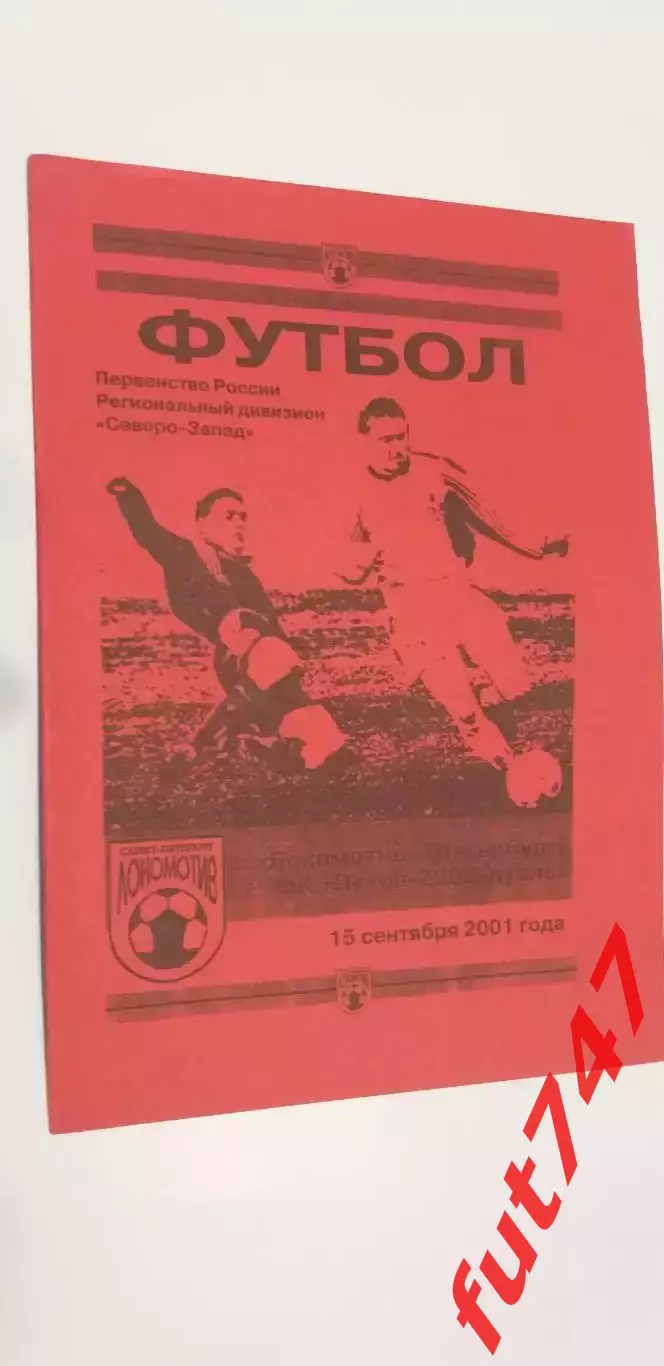 ФУТБОЛ
Первенство России
Региональный дивизион
«Северо-Запад»
САНКТ-ПЕТЕРБУРГ
ЛОКОМОТИВ
15 сентября 2001 года
fut747